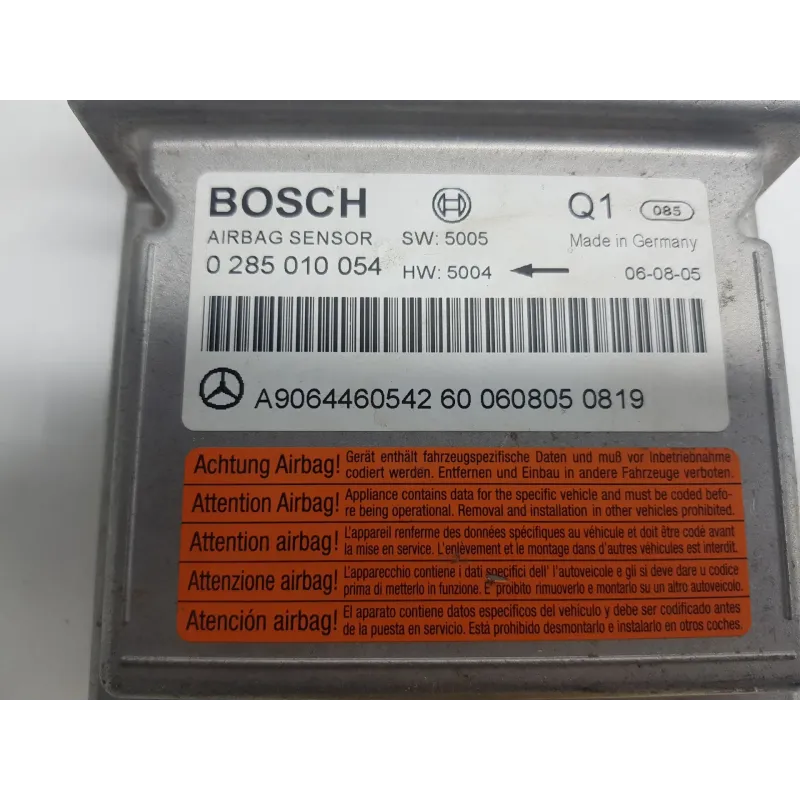 BOSCH Q1 085
AIRBAG SENSOR SW: 5005 Made in Germany
0 285 010 054 HW: 5004 06-08-05
A9064460542 60 060805 0819
Achtung Airbag! Gerät enthält fahrzeugspezifische Daten und muß vor Inbetriebnahme
codiert werden. Entfernen und Einbau in andere Fahrzeuge verboten.
Attention Airbag! Appliance contains data for the specific vehicle and must be coded befo-
re being operational. Removal and installation in other vehicles prohibited.
Attention airbag! L'appareil renferme des données spécifiques au véhicule et doit être codé avant
la mise en service. L'enlèvement et le montage dans d'autres véhicules est interdit.
Attenzione airbag! L'apparecchio contiene i dati specifici dell' l'autoveicole e gli si deve dare u codice
prima di metterlo in funzione. E' proibito rimuoverlo e montarlo su un altro autoveicolo.
Atención airbag! El aparato contiene datos especificos del vehículo y debe ser codificado antes
de la puesta en servicio. Está prohibido desmontarlo e instalarlo en otros coches.